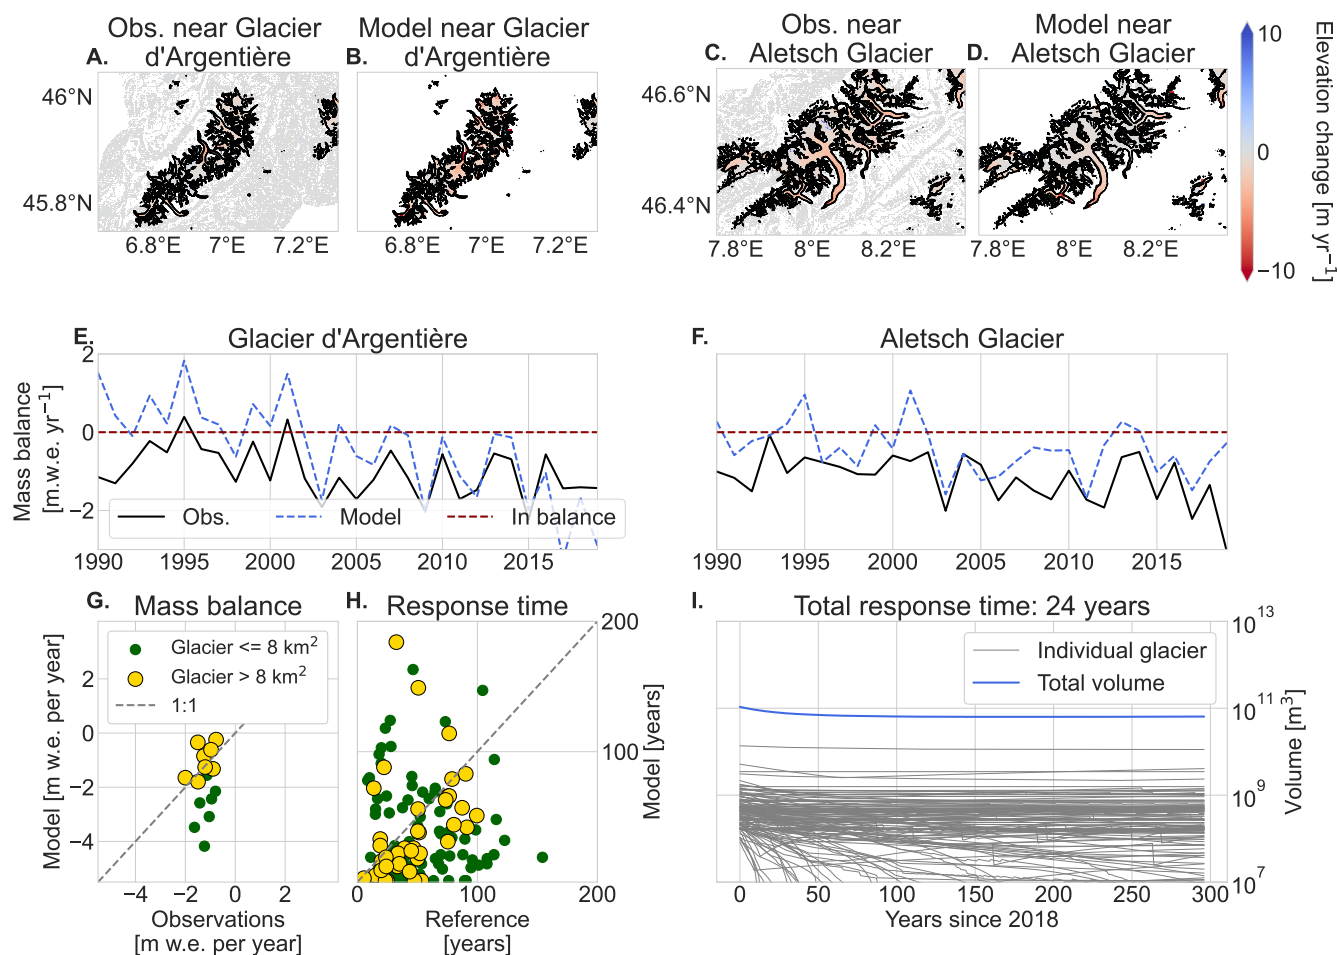 Obs. near Glacier
d'Argentière
A.
Model near Glacier
d'Argentière
B.
Obs. near
Aletsch Glacier
C.
Model near
Aletsch Glacier
D.
46°N
45.8°N
6.8°E 7°E 7.2°E
6.8°E 7°E 7.2°E
46.6°N
46.4°N
7.8°E 8°E 8.2°E
7.8°E 8°E 8.2°E
10
0
−10
Elevation change [m yr⁻¹]
E.
Glacier d'Argentière
Mass balance
[m.w.e. yr⁻¹]
2
0
−2
Obs. Model In balance
1990 1995 2000 2005 2010 2015
F.
Aletsch Glacier
1990 1995 2000 2005 2010 2015
G.
Mass balance
Glacier <= 8 km²
Glacier > 8 km²
1:1
Model [m w.e. per year]
2
0
−2
−4
−4 −2 0 2
Observations
[m w.e. per year]
H.
Response time
200
100
Model [years]
0 100 200
Reference
[years]
I.
Total response time: 24 years
Individual glacier
Total volume
10¹³
10¹¹
10⁹
10⁷
Volume [m³]
0 50 100 150 200 250 300
Years since 2018